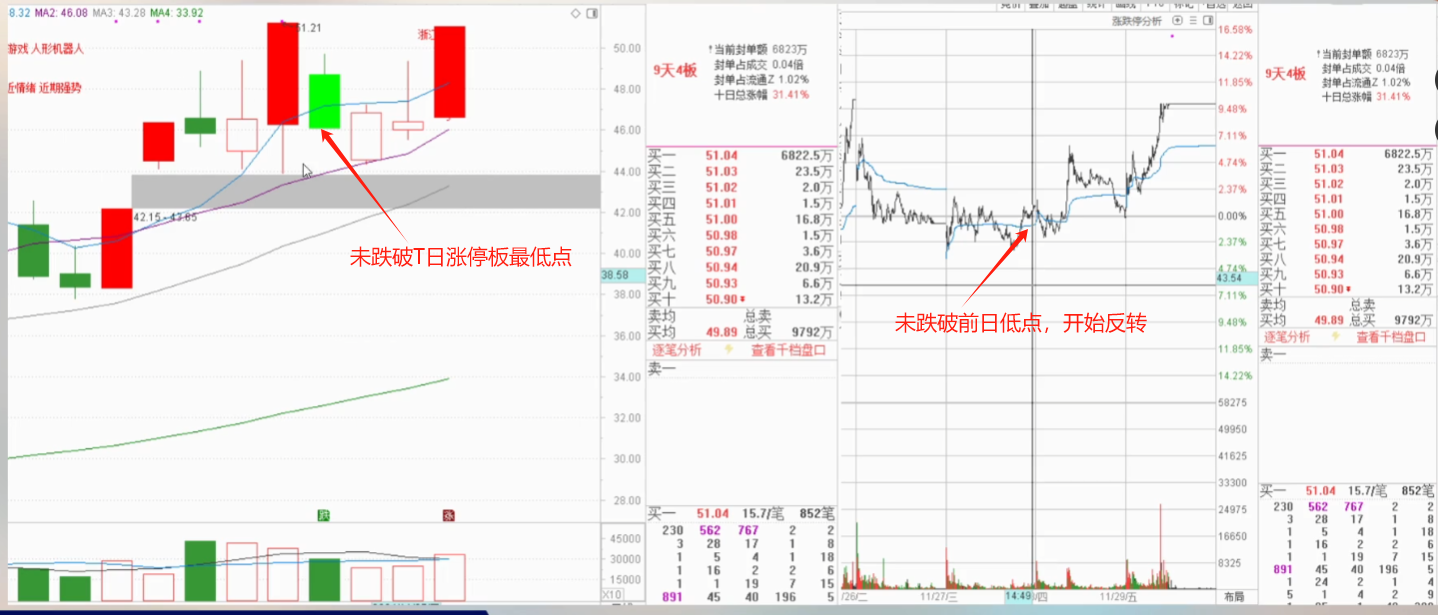 8.32 MA2: 46.08 MA3: 43.28 MA4: 33.92
游戏 人形机器人
近情绪 近期强势
51.21
浙江
42.15 - 43.85
未跌破T日涨停板最低点
跌
涨
50.00
48.00
46.00
44.00
42.00
40.00
38.58
38.00
36.00
34.00
32.00
30.00
28.00
45000
30000
15000
X10
9天4板
↑当前封单额 6823万
封单占成交 0.04倍
封单占流通Z 1.02%
十日总涨幅 31.41%
买一 51.04 6822.5万
买二 51.03 23.5万
买三 51.02 2.0万
买四 51.01 1.5万
买五 51.00 16.8万
买六 50.98 1.5万
买七 50.97 3.6万
买八 50.94 20.9万
买九 50.93 6.6万
买十 50.90 13.2万
卖均 总卖
买均 49.89 总买 9792万
逐笔分析 ⚡ 查看千档盘口
卖一
买一 51.04 15.7/笔 852笔
230 562 767 2 2
3 28 17 1 8
1 5 4 1 18
1 16 2 2 6
1 1 19 7 15
891 45 40 196 5
涨跌停分析
16.58%
14.22%
11.85%
9.48%
7.11%
4.74%
2.37%
0.00%
2.37%
4.74%
43.54
7.11%
9.48%
11.85%
14.22%
58275
49950
41625
33300
24975
16650
8325
未跌破前日低点，开始反转
/26二 11/27三 14:49 四 11/29五 布局
9天4板
↑当前封单额 6823万
封单占成交 0.04倍
封单占流通Z 1.02%
十日总涨幅 31.41%
买一 51.04 6822.5万
买二 51.03 23.5万
买三 51.02 2.0万
买四 51.01 1.5万
买五 51.00 16.8万
买六 50.98 1.5万
买七 50.97 3.6万
买八 50.94 20.9万
买九 50.93 6.6万
买十 50.90 13.2万
卖均 总卖
买均 49.89 总买 9792万
逐笔分析 ⚡ 查看千档盘口
卖一
买一 51.04 15.7/笔 852笔
230 562 767 2 2
3 28 17 1 8
1 5 4 1 18
1 16 2 2 6
1 1 19 7 15
891 45 40 196 5
1 24 2 1 4
5 1 4 2 9